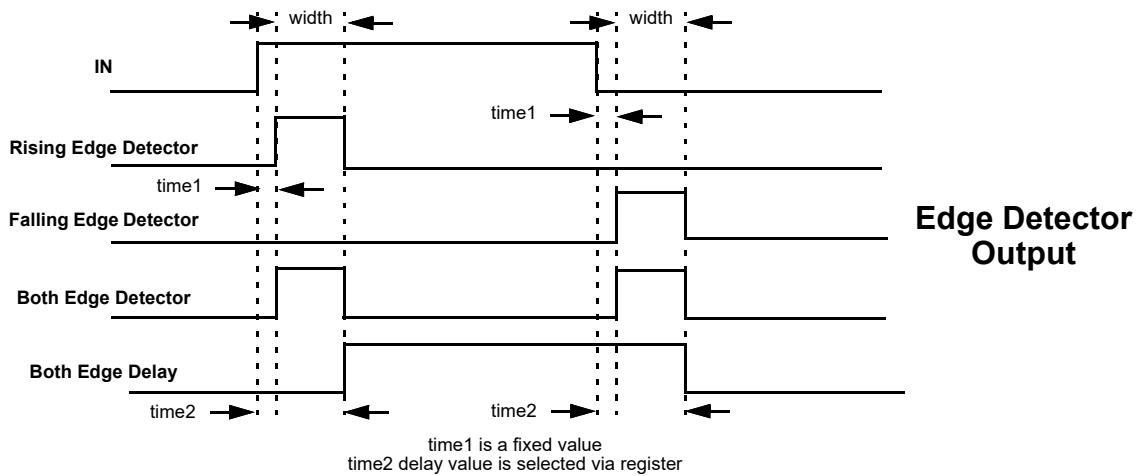 width
width
IN
time1
Rising Edge Detector
time1
Falling Edge Detector
Edge Detector
Output
Both Edge Detector
Both Edge Delay
time2
time2
time1 is a fixed value
time2 delay value is selected via register